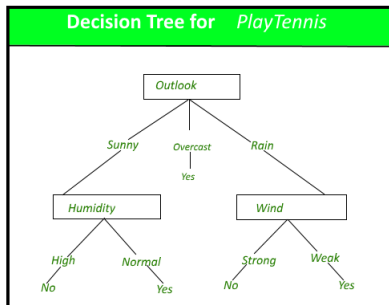 Decision Tree for PlayTennis
Outlook
Sunny
Overcast
Rain
Yes
Humidity
Wind
High
Normal
Strong
Weak
No
Yes
No
Yes